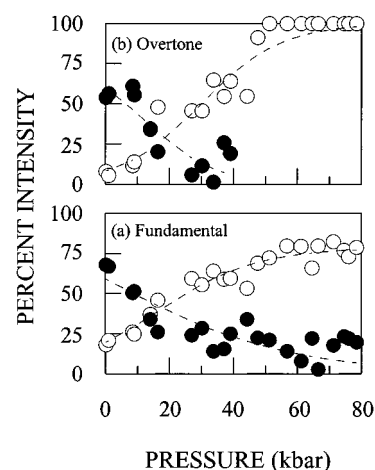 100
(b) Overtone
75
50
25
0
100
(a) Fundamental
75
50
25
0
0 20 40 60 80
PERCENT INTENSITY
PRESSURE (kbar)